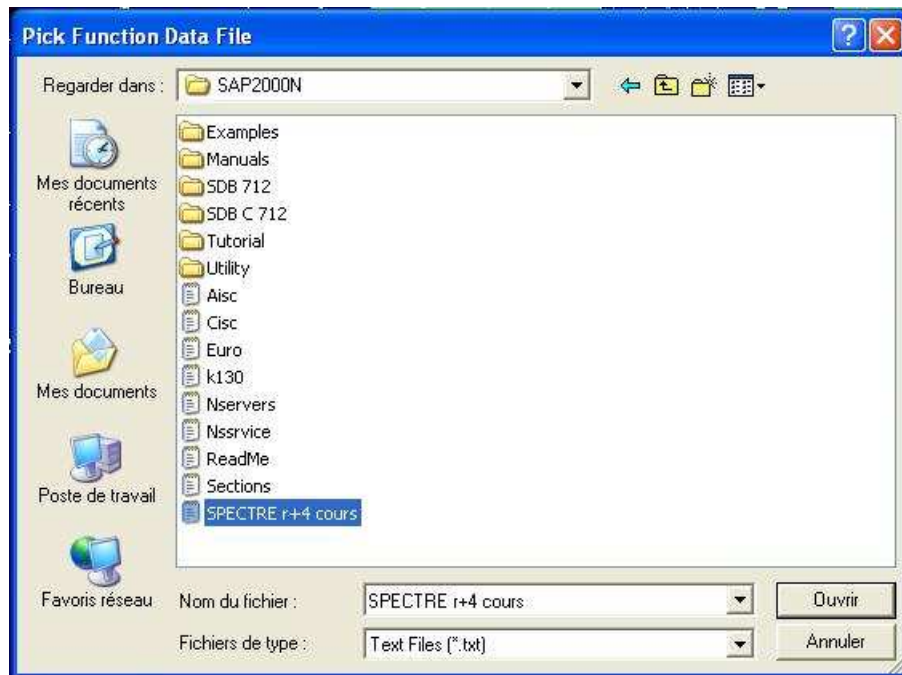 Pick Function Data File
Regarder dans :
SAP2000N
Mes documents
récents
Bureau
Mes documents
Poste de travail
Favoris réseau
Examples
Manuals
SDB 712
SDB C 712
Tutorial
Utility
Aisc
Cisc
Euro
k130
Nservers
Nssrvice
ReadMe
Sections
SPECTRE r+4 cours
Nom du fichier :
SPECTRE r+4 cours
Ouvrir
Fichiers de type :
Text Files (*.txt)
Annuler